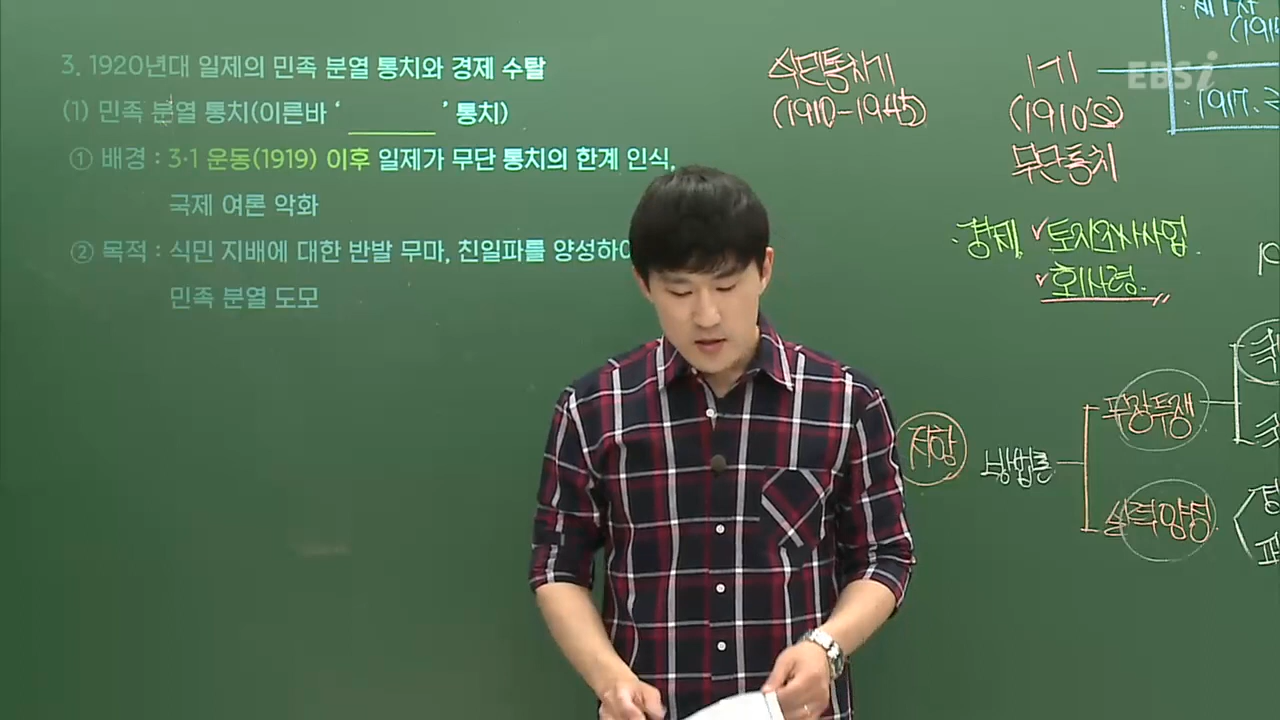 3. 1920년대 일제의 민족 분열 통치와 경제 수탈
(1) 민족 분열 통치(이른바 ‘ ’ 통치)
① 배경 : 3·1 운동(1919) 이후 일제가 무단 통치의 한계 인식,
국제 여론 악화
② 목적 : 식민 지배에 대한 반발 무마, 친일파를 양성하여
민족 분열 도모
식민통치기
(1910-1945)
1기
(1910's)
무단통치
·경제, 토지조사사업.
회사령.
저항
방법론
무장투쟁
실력양성
EBSi
·1917.